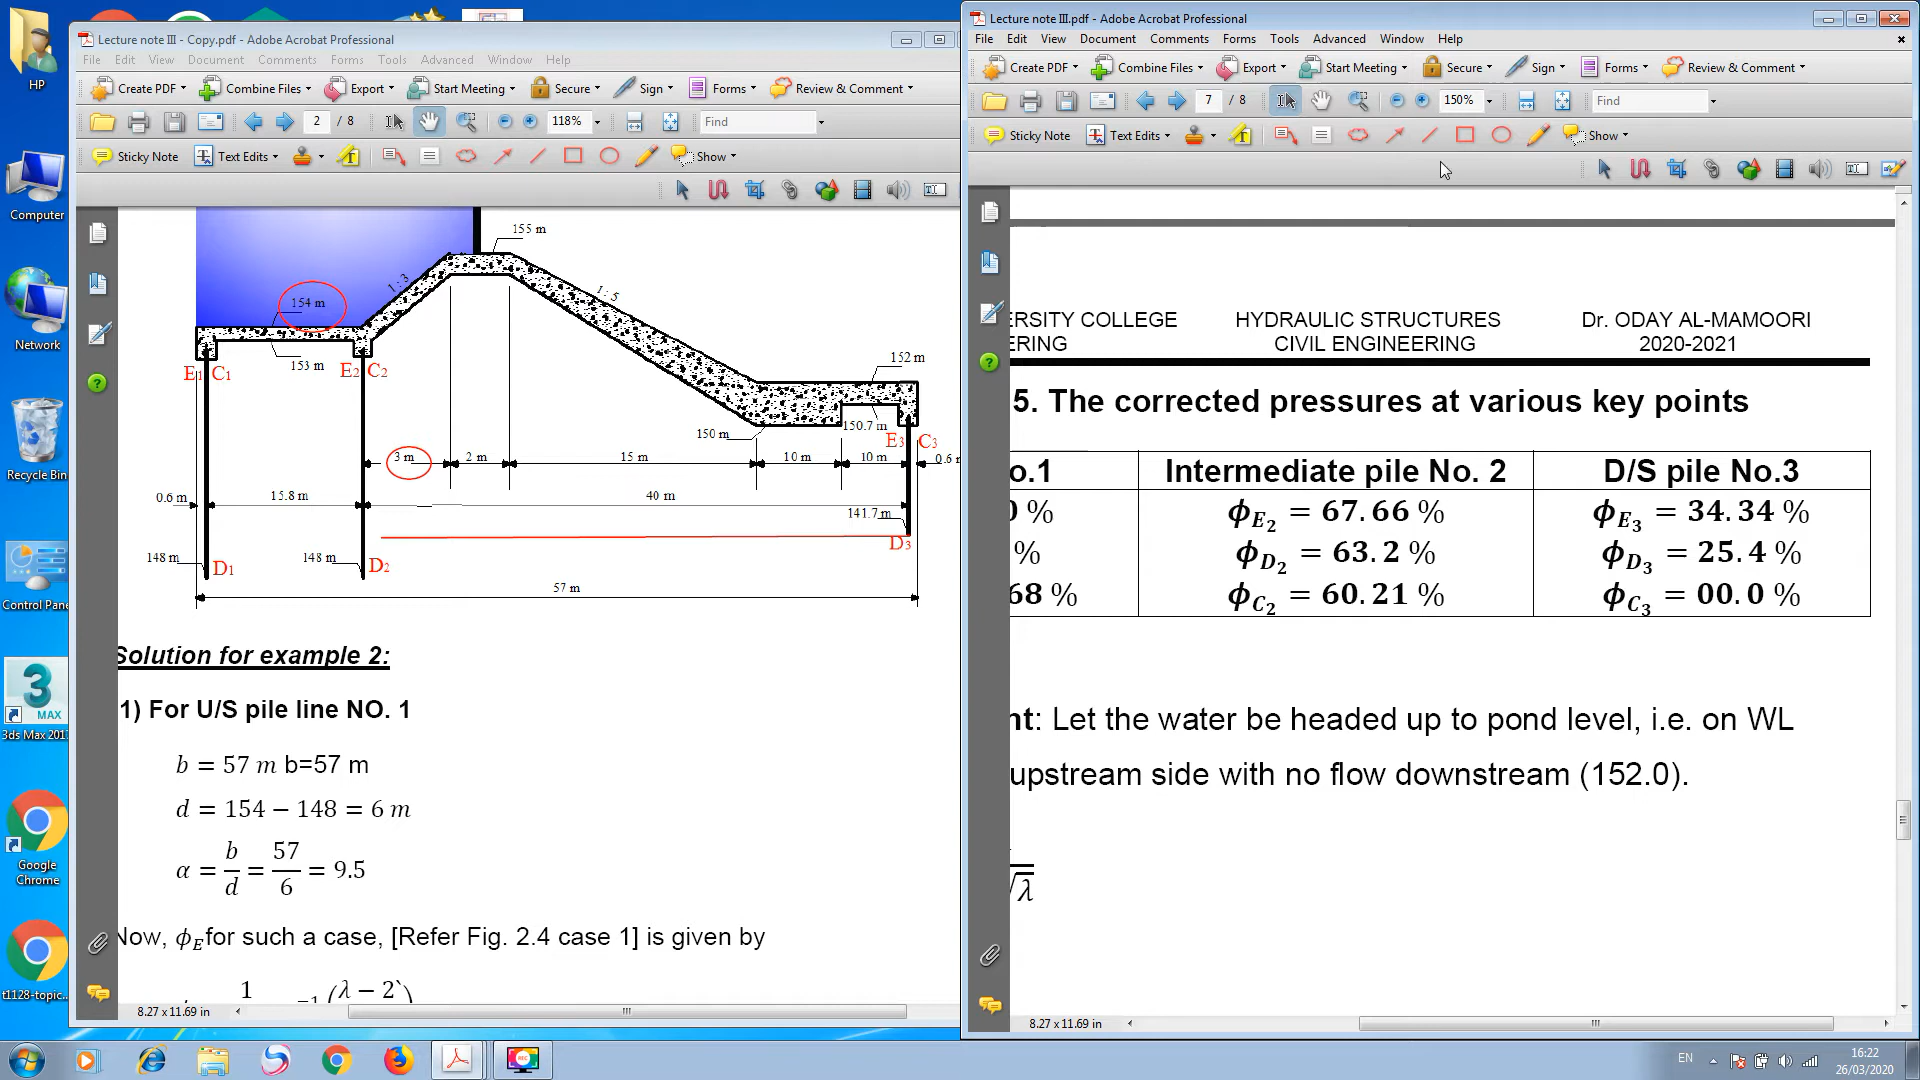 HP
Computer
Network
Recycle Bin
Control Pane
3ds Max 201
3
MAX
Google
Chrome
t1128-topic...
Lecture note III - Copy.pdf - Adobe Acrobat Professional
File Edit View Document Comments Forms Tools Advanced Window Help
Create PDF Combine Files Export Start Meeting Secure Sign Forms Review & Comment
2 / 8 118% Find
Sticky Note Text Edits Show
155 m
1 : 3
154 m
1 : 5
153 m
152 m
E1 C1 E2 C2
150 m
150.7 m
E3 C3
3 m 2 m 15 m 10 m 10 m 0.6 m
0.6 m 15.8 m 40 m
141.7 m
D3
148 m D1 148 m D2
57 m
Solution for example 2:
1) For U/S pile line NO. 1
b = 57 m b=57 m
d = 154 − 148 = 6 m
α = b/d = 57/6 = 9.5
Now, ϕE for such a case, [Refer Fig. 2.4 case 1] is given by
8.27 x 11.69 in
Lecture note III.pdf - Adobe Acrobat Professional
File Edit View Document Comments Forms Tools Advanced Window Help
Create PDF Combine Files Export Start Meeting Secure Sign Forms Review & Comment
7 / 8 150% Find
Sticky Note Text Edits Show
ERSITY COLLEGE HYDRAULIC STRUCTURES Dr. ODAY AL-MAMOORI
ERING CIVIL ENGINEERING 2020-2021
5. The corrected pressures at various key points
o.1 Intermediate pile No. 2 D/S pile No.3
0 % ϕE2 = 67.66 % ϕE3 = 34.34 %
% ϕD2 = 63.2 % ϕD3 = 25.4 %
68 % ϕC2 = 60.21 % ϕC3 = 00.0 %
nt: Let the water be headed up to pond level, i.e. on WL
upstream side with no flow downstream (152.0).
√λ
8.27 x 11.69 in
REC
EN
16:22
26/03/2020